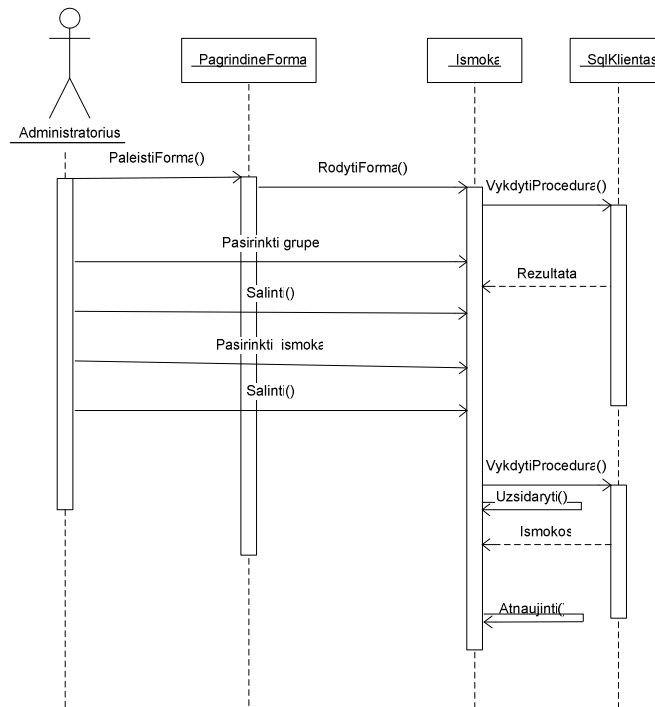 PagrindineForma
Ismoka
SqlKlientas
Administratorius
PaleistiForma()
RodytiForma()
VykdytiProcedura()
Pasirinkti grupe
Rezultata
Salinti()
Pasirinkti ismoka
Salinti()
VykdytiProcedura()
Uzsidaryti()
Ismokos
Atnaujinti()